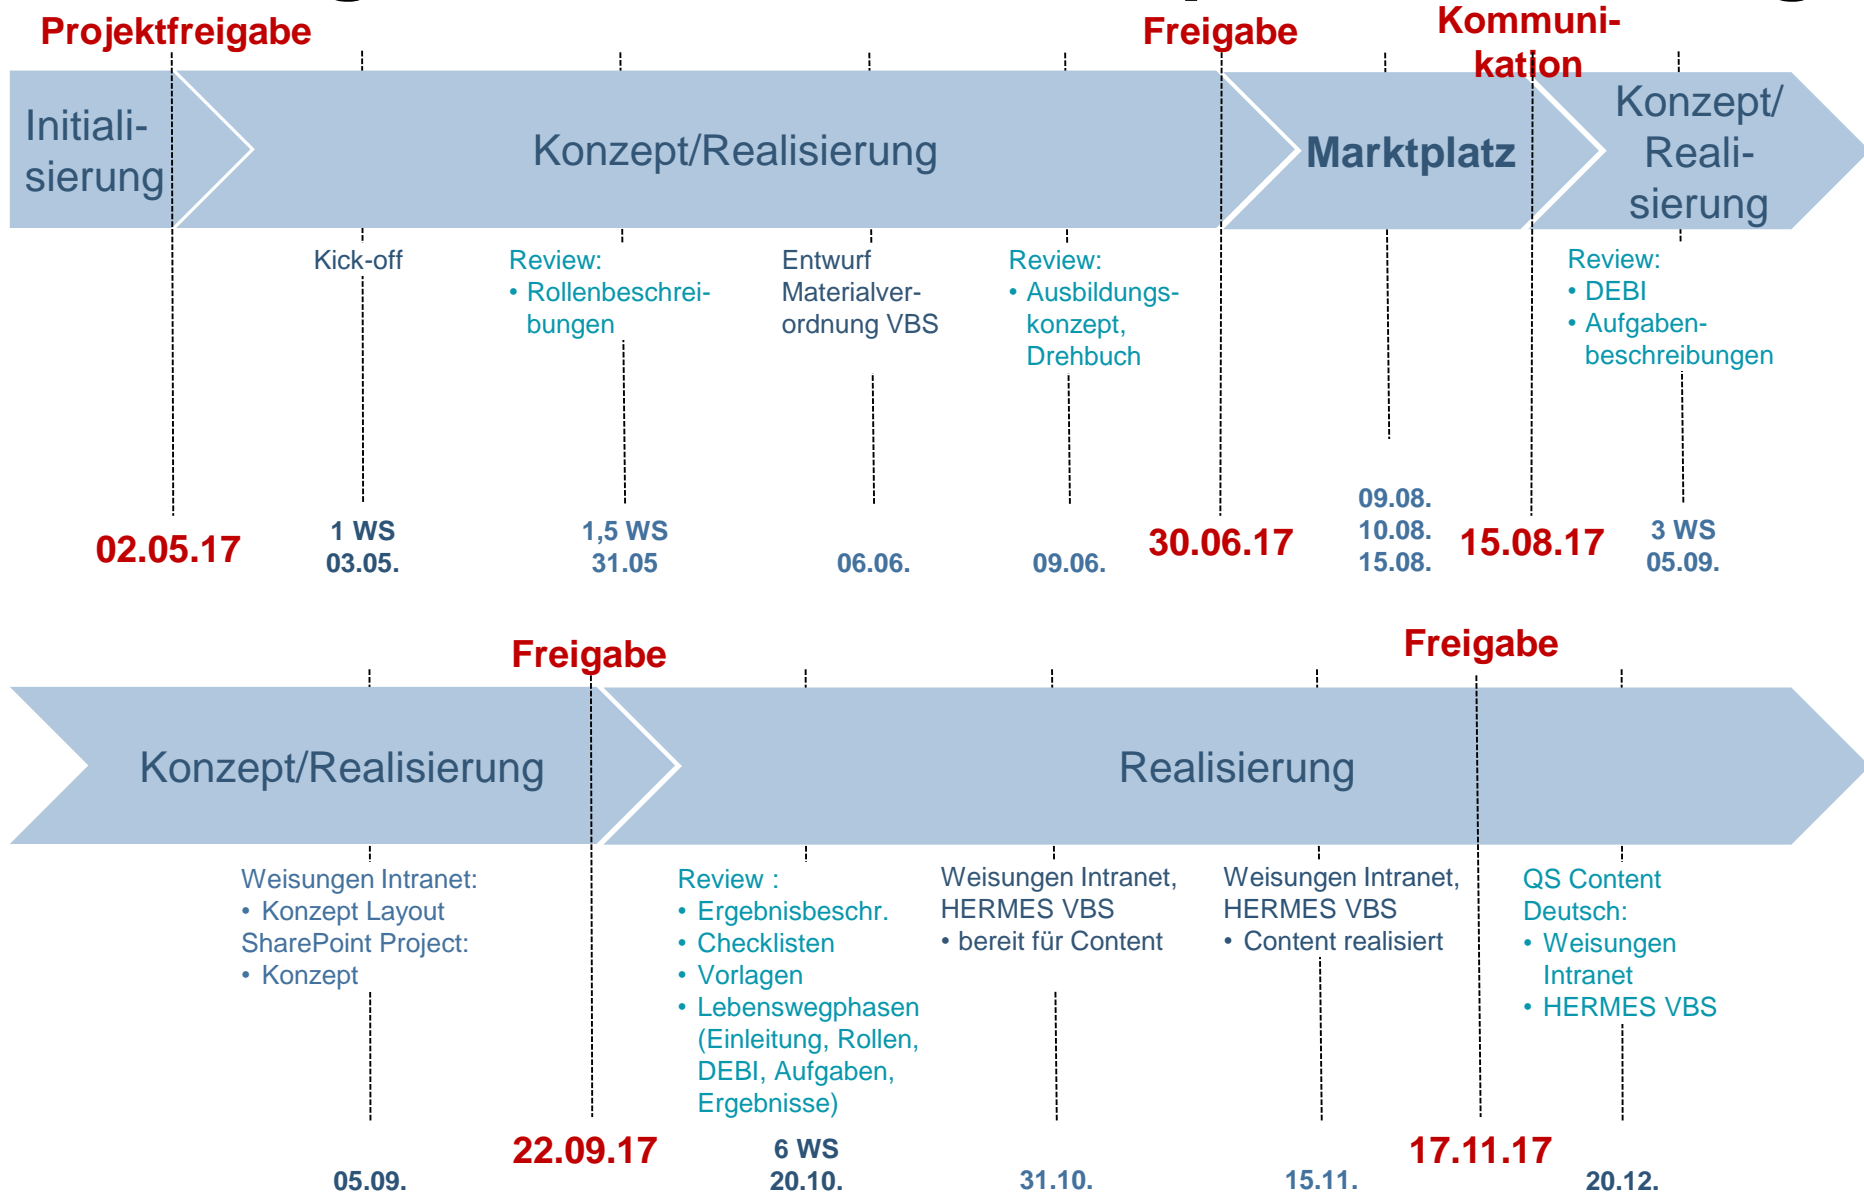 Projektfreigabe
Freigabe
Kommuni-
kation
Initiali-
sierung
Konzept/Realisierung
Marktplatz
Konzept/
Reali-
sierung
Kick-off
Review:
• Rollenbeschrei-
bungen
Entwurf
Materialver-
ordnung VBS
Review:
• Ausbildungs-
konzept,
Drehbuch
Review:
• DEBI
• Aufgaben-
beschreibungen
02.05.17
1 WS
03.05.
1,5 WS
31.05
06.06.
09.06.
30.06.17
09.08.
10.08.
15.08.
15.08.17
3 WS
05.09.
Freigabe
Freigabe
Konzept/Realisierung
Realisierung
Weisungen Intranet:
• Konzept Layout
SharePoint Project:
• Konzept
Review :
• Ergebnisbeschr.
• Checklisten
• Vorlagen
• Lebenswegphasen
(Einleitung, Rollen,
DEBI, Aufgaben,
Ergebnisse)
Weisungen Intranet,
HERMES VBS
• bereit für Content
Weisungen Intranet,
HERMES VBS
• Content realisiert
QS Content
Deutsch:
• Weisungen
Intranet
• HERMES VBS
05.09.
22.09.17
6 WS
20.10.
31.10.
15.11.
17.11.17
20.12.